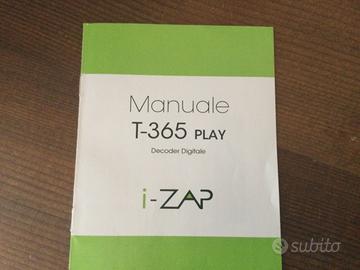 Manuale
T-365 PLAY
Decoder Digitale
i-ZAP
subito